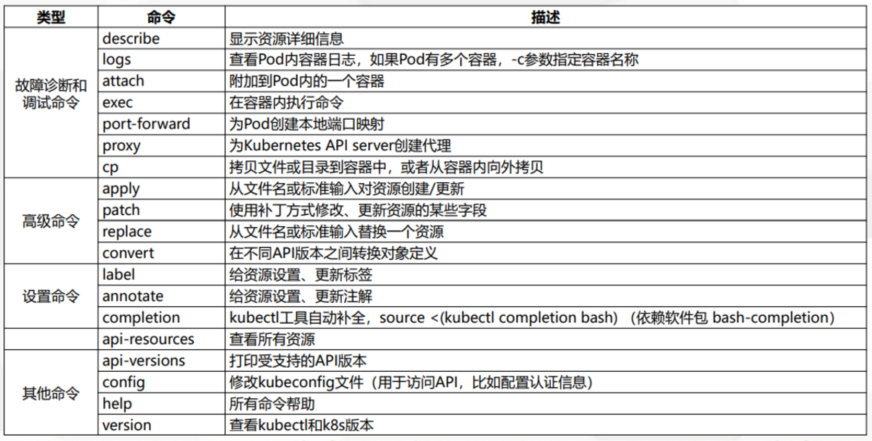 类型 命令 描述
故障诊断和调试命令 describe 显示资源详细信息
logs 查看Pod内容器日志，如果Pod有多个容器，-c参数指定容器名称
attach 附加到Pod内的一个容器
exec 在容器内执行命令
port-forward 为Pod创建本地端口映射
proxy 为Kubernetes API server创建代理
cp 拷贝文件或目录到容器中，或者从容器内向外拷贝
高级命令 apply 从文件名或标准输入对资源创建/更新
patch 使用补丁方式修改、更新资源的某些字段
replace 从文件名或标准输入替换一个资源
convert 在不同API版本之间转换对象定义
设置命令 label 给资源设置、更新标签
annotate 给资源设置、更新注解
completion kubectl工具自动补全，source <(kubectl completion bash) （依赖软件包 bash-completion）
api-resources 查看所有资源
其他命令 api-versions 打印受支持的API版本
config 修改kubeconfig文件（用于访问API，比如配置认证信息）
help 所有命令帮助
version 查看kubectl和k8s版本